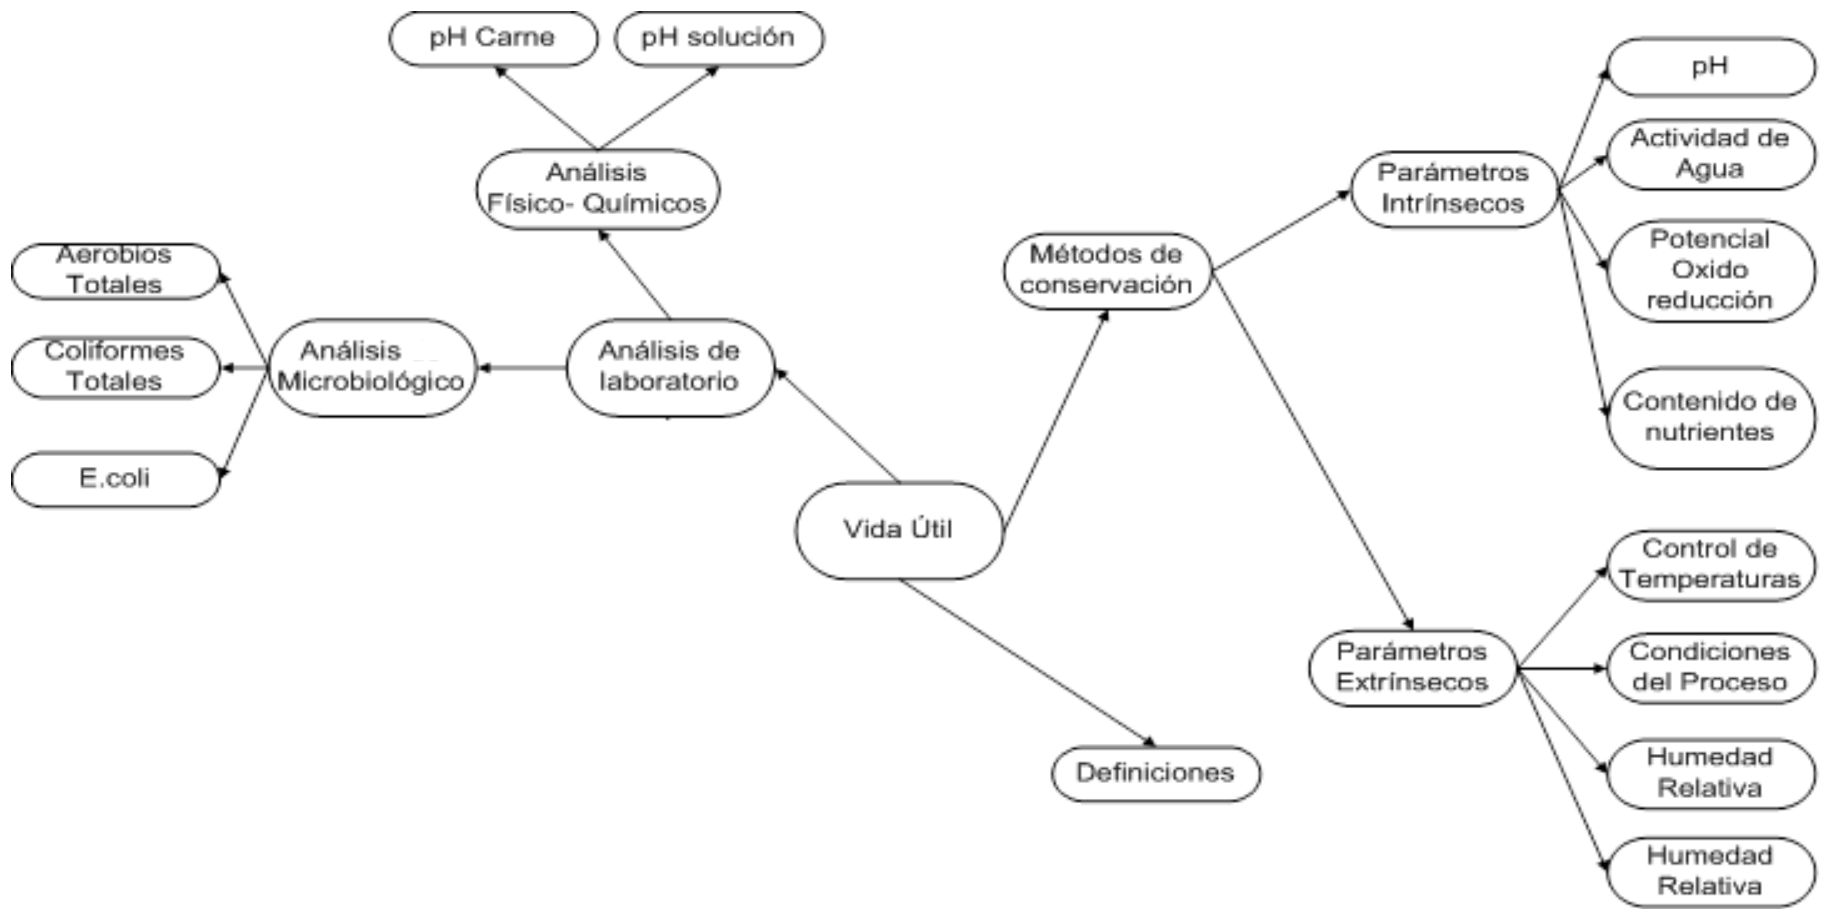 pH Carne
pH solución
Análisis
Físico- Químicos
Aerobios
Totales
Coliformes
Totales
E.coli
Análisis
Microbiológico
Análisis de
laboratorio
Vida Útil
Métodos de
conservación
Definiciones
Parámetros
Intrínsecos
pH
Actividad de
Agua
Potencial
Oxido
reducción
Contenido de
nutrientes
Parámetros
Extrínsecos
Control de
Temperaturas
Condiciones
del Proceso
Humedad
Relativa
Humedad
Relativa